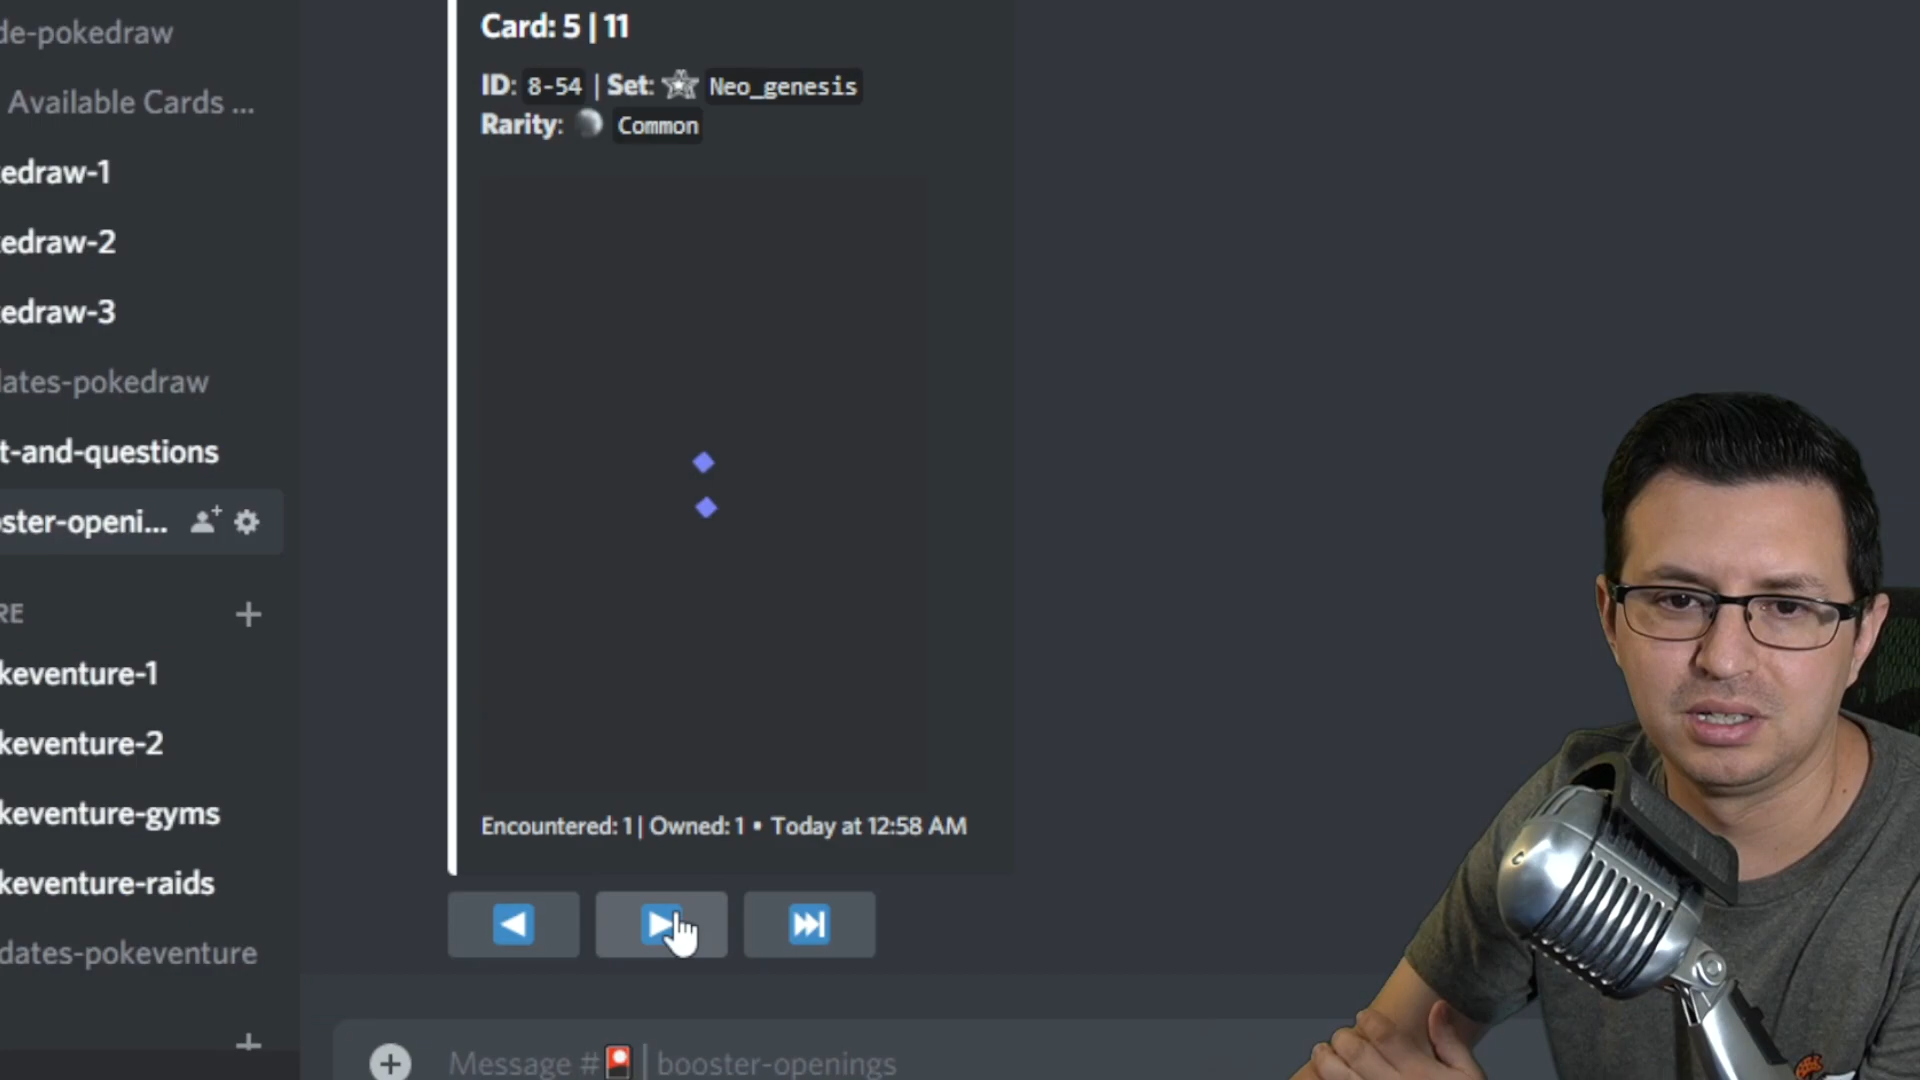 de-pokedraw
Available Cards ...
edraw-1
edraw-2
edraw-3
lates-pokedraw
t-and-questions
ster-openi...
RE
keventure-1
keventure-2
keventure-gyms
keventure-raids
dates-pokeventure
Card: 5 | 11
ID: 8-54 | Set: Neo_genesis
Rarity: Common
Encountered: 1 | Owned: 1 • Today at 12:58 AM
Message # | booster-openings